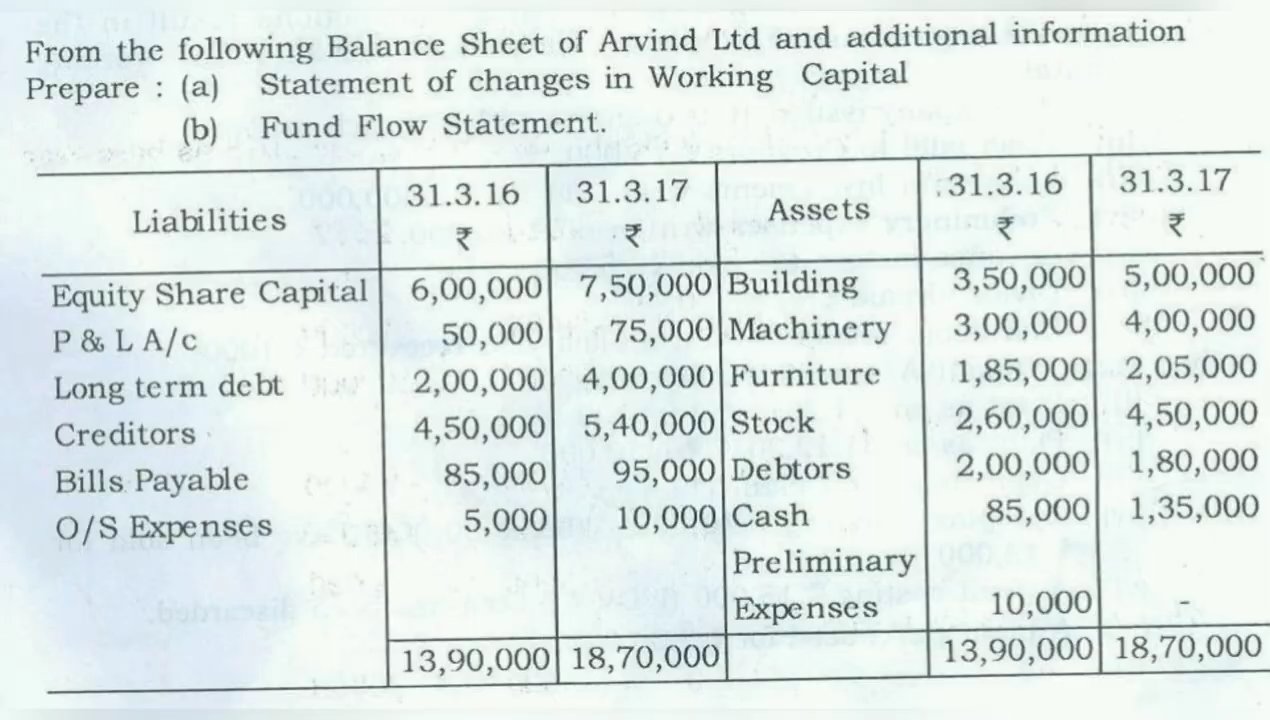 From the following Balance Sheet of Arvind Ltd and additional information
Prepare : (a) Statement of changes in Working Capital
(b) Fund Flow Statement.
Liabilities 31.3.16 ₹ 31.3.17 ₹ Assets 31.3.16 ₹ 31.3.17 ₹
Equity Share Capital 6,00,000 7,50,000 Building 3,50,000 5,00,000
P & L A/c 50,000 75,000 Machinery 3,00,000 4,00,000
Long term debt 2,00,000 4,00,000 Furniture 1,85,000 2,05,000
Creditors 4,50,000 5,40,000 Stock 2,60,000 4,50,000
Bills Payable 85,000 95,000 Debtors 2,00,000 1,80,000
O/S Expenses 5,000 10,000 Cash 85,000 1,35,000
Preliminary
Expenses 10,000 -
13,90,000 18,70,000 13,90,000 18,70,000